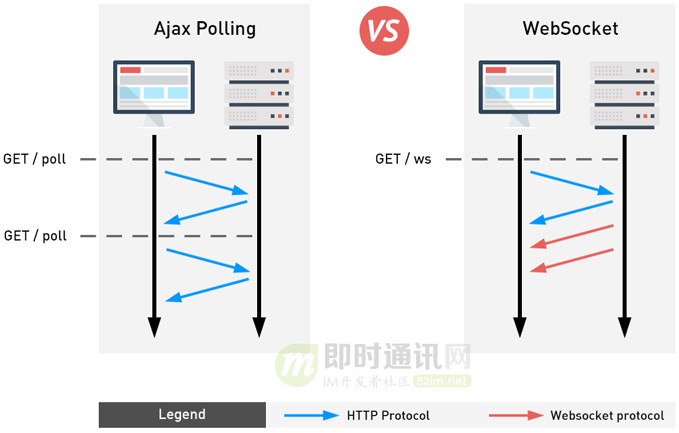 Ajax Polling
VS
WebSocket
GET / poll
GET / ws
GET / poll
m 即时通讯网
IM开发者社区 52im.net
Legend
HTTP Protocol
Websocket protocol